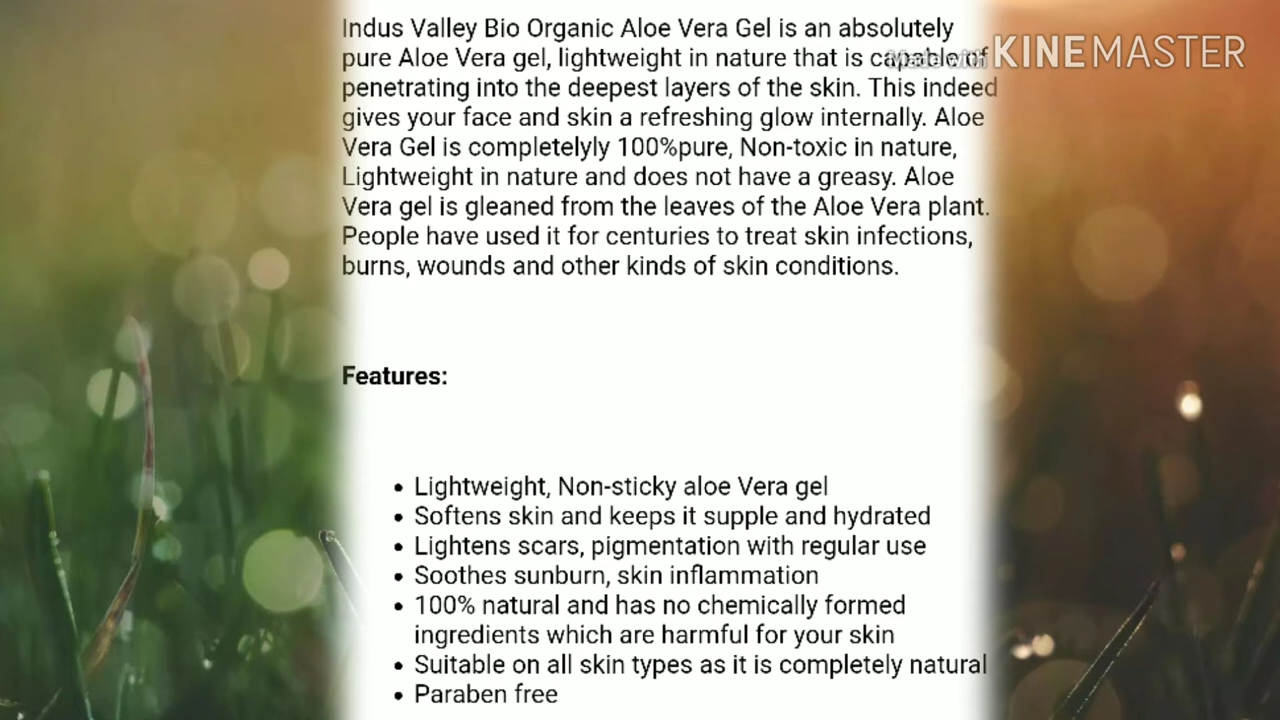 Indus Valley Bio Organic Aloe Vera Gel is an absolutely
pure Aloe Vera gel, lightweight in nature that is capable of
Made with KINEMASTER
penetrating into the deepest layers of the skin. This indeed
gives your face and skin a refreshing glow internally. Aloe
Vera Gel is completelyly 100%pure, Non-toxic in nature,
Lightweight in nature and does not have a greasy. Aloe
Vera gel is gleaned from the leaves of the Aloe Vera plant.
People have used it for centuries to treat skin infections,
burns, wounds and other kinds of skin conditions.
Features:
• Lightweight, Non-sticky aloe Vera gel
• Softens skin and keeps it supple and hydrated
• Lightens scars, pigmentation with regular use
• Soothes sunburn, skin inflammation
• 100% natural and has no chemically formed
ingredients which are harmful for your skin
• Suitable on all skin types as it is completely natural
• Paraben free